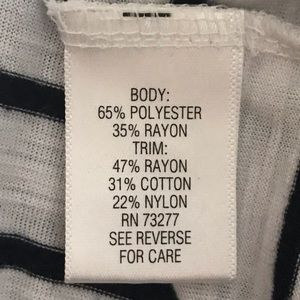 BODY:
65% POLYESTER
35% RAYON
TRIM:
47% RAYON
31% COTTON
22% NYLON
RN 73277
SEE REVERSE
FOR CARE